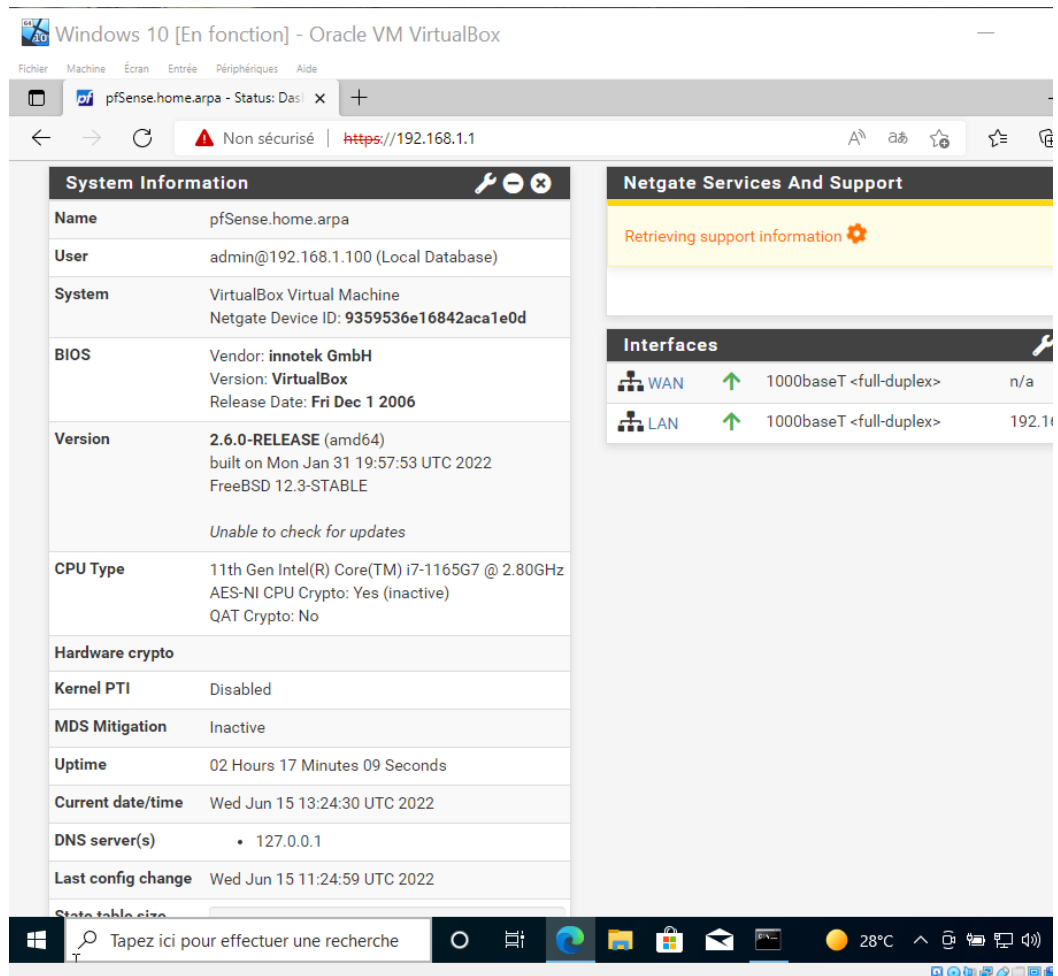 Windows 10 [En fonction] - Oracle VM VirtualBox
Fichier Machine Écran Entrée Périphériques Aide
pfSense.home.arpa - Status: Das
Non sécurisé | https://192.168.1.1
System Information
Name pfSense.home.arpa
User admin@192.168.1.100 (Local Database)
System VirtualBox Virtual Machine
Netgate Device ID: 9359536e16842aca1e0d
BIOS Vendor: innotek GmbH
Version: VirtualBox
Release Date: Fri Dec 1 2006
Version 2.6.0-RELEASE (amd64)
built on Mon Jan 31 19:57:53 UTC 2022
FreeBSD 12.3-STABLE
Unable to check for updates
CPU Type 11th Gen Intel(R) Core(TM) i7-1165G7 @ 2.80GHz
AES-NI CPU Crypto: Yes (inactive)
QAT Crypto: No
Hardware crypto
Kernel PTI Disabled
MDS Mitigation Inactive
Uptime 02 Hours 17 Minutes 09 Seconds
Current date/time Wed Jun 15 13:24:30 UTC 2022
DNS server(s) • 127.0.0.1
Last config change Wed Jun 15 11:24:59 UTC 2022
State table size
Netgate Services And Support
Retrieving support information
Interfaces
WAN 1000baseT <full-duplex> n/a
LAN 1000baseT <full-duplex> 192.16
Tapez ici pour effectuer une recherche
28°C